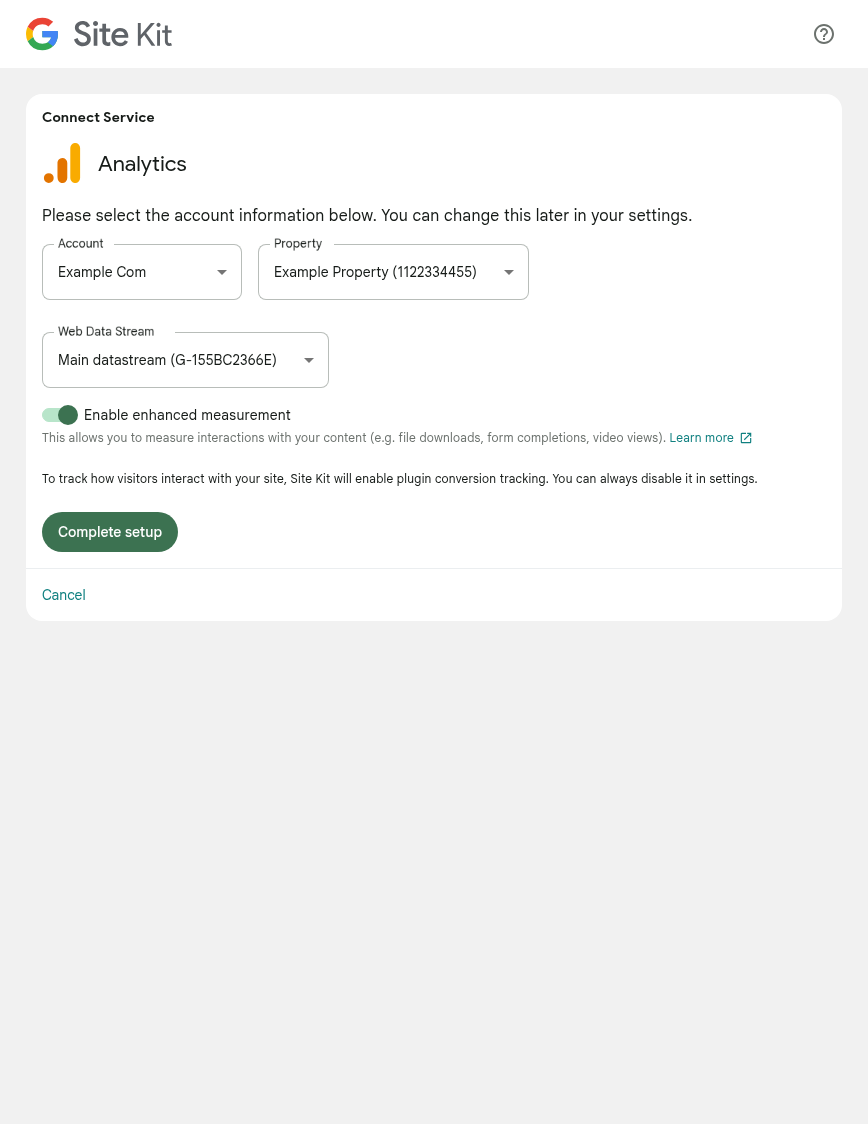 Site Kit
Connect Service
Analytics
Please select the account information below. You can change this later in your settings.
Account
Example Com
Property
Example Property (1122334455)
Web Data Stream
Main datastream (G-155BC2366E)
Enable enhanced measurement
This allows you to measure interactions with your content (e.g. file downloads, form completions, video views). Learn more
To track how visitors interact with your site, Site Kit will enable plugin conversion tracking. You can always disable it in settings.
Complete setup
Cancel